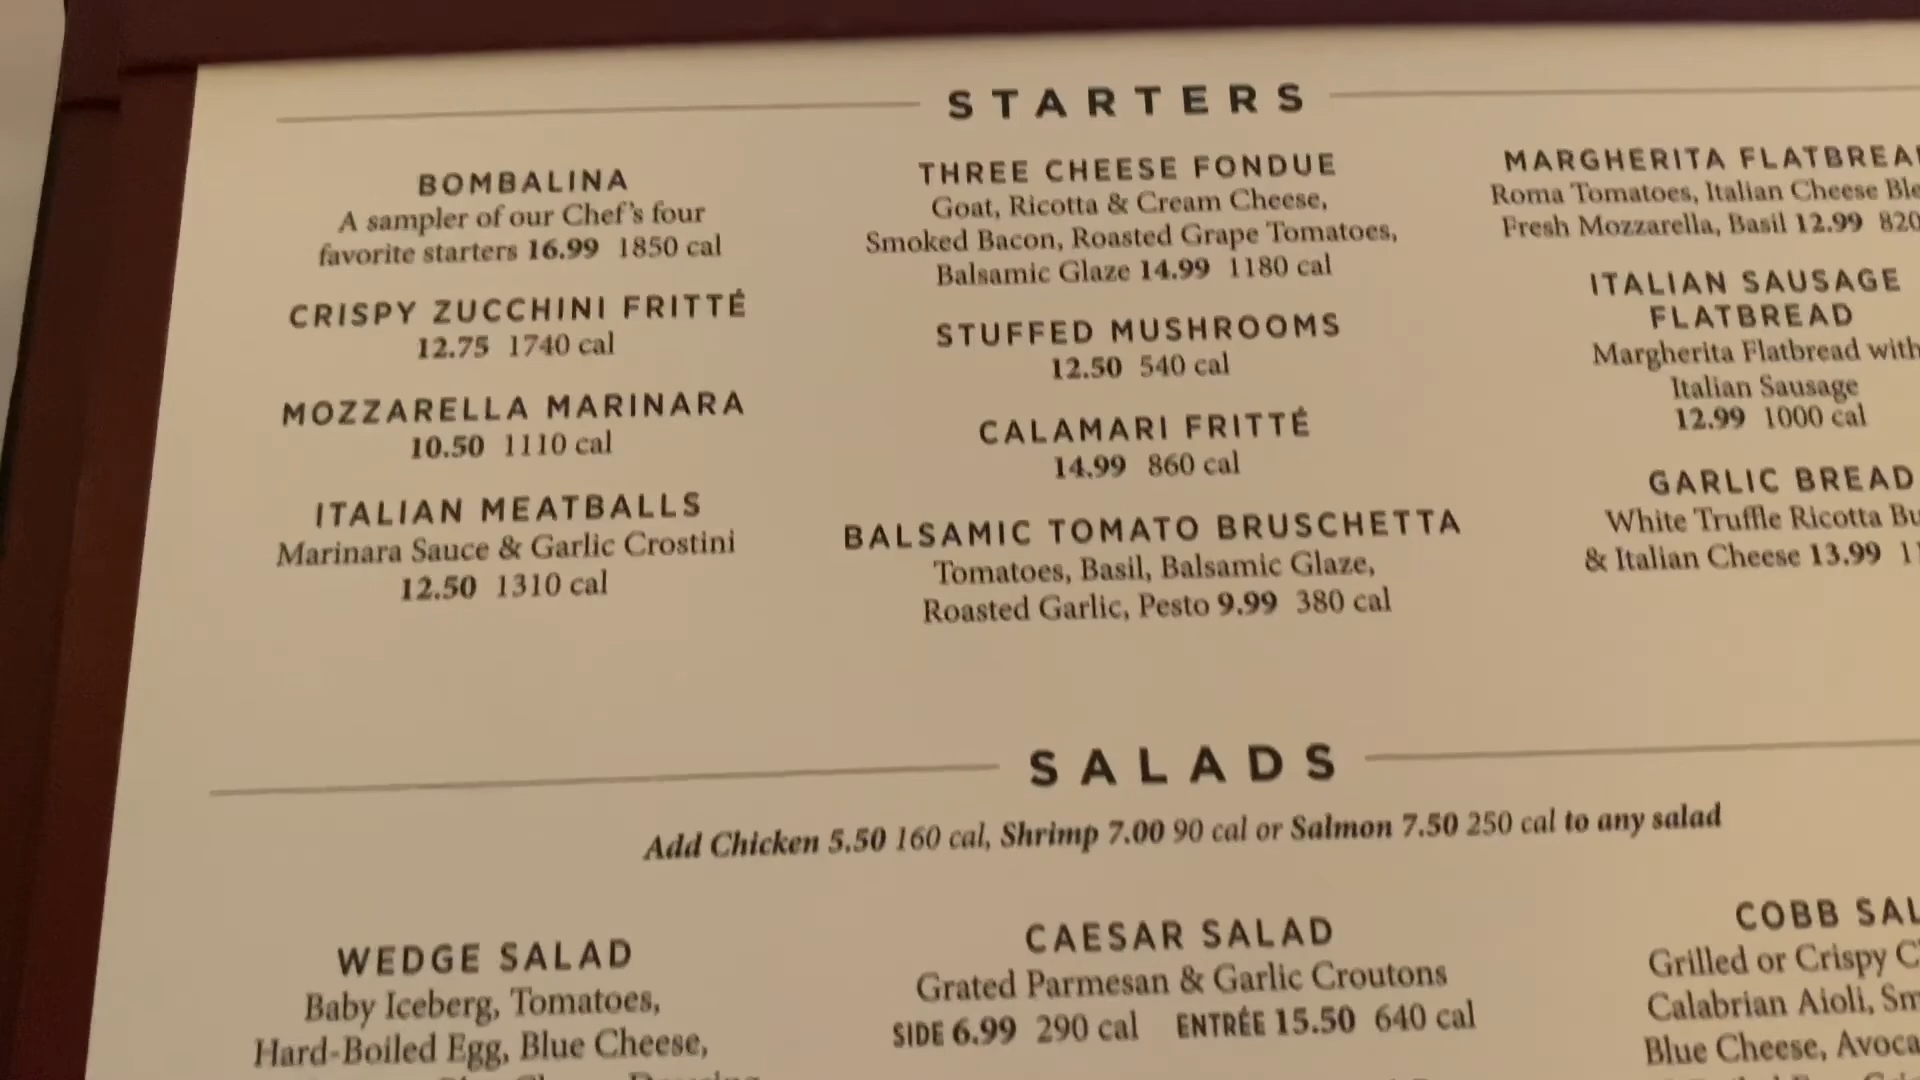 STARTERS
BOMBALINA
A sampler of our Chef's four
favorite starters 16.99 1850 cal
CRISPY ZUCCHINI FRITTÉ
12.75 1740 cal
MOZZARELLA MARINARA
10.50 1110 cal
ITALIAN MEATBALLS
Marinara Sauce & Garlic Crostini
12.50 1310 cal
THREE CHEESE FONDUE
Goat, Ricotta & Cream Cheese,
Smoked Bacon, Roasted Grape Tomatoes,
Balsamic Glaze 14.99 1180 cal
STUFFED MUSHROOMS
12.50 540 cal
CALAMARI FRITTÉ
14.99 860 cal
BALSAMIC TOMATO BRUSCHETTA
Tomatoes, Basil, Balsamic Glaze,
Roasted Garlic, Pesto 9.99 380 cal
MARGHERITA
Roma Tomatoes, Italian Cheese
Fresh Mozzarella, Basil 12.99 820
ITALIAN SAUSAGE
FLATBREAD
Margherita Flatbread with
Italian Sausage
12.99 1000 cal
GARLIC BREAD
White Truffle Ricotta
& Italian Cheese 13.99
SALADS
Add Chicken 5.50 160 cal, Shrimp 7.00 90 cal or Salmon 7.50 250 cal to any salad
WEDGE SALAD
Baby Iceberg, Tomatoes,
Hard-Boiled Egg, Blue Cheese,
CAESAR SALAD
Grated Parmesan & Garlic Croutons
SIDE 6.99 290 cal ENTRÉE 15.50 640 cal
COBB
Grilled or Crispy
Calabrian Aioli,
Blue Cheese,